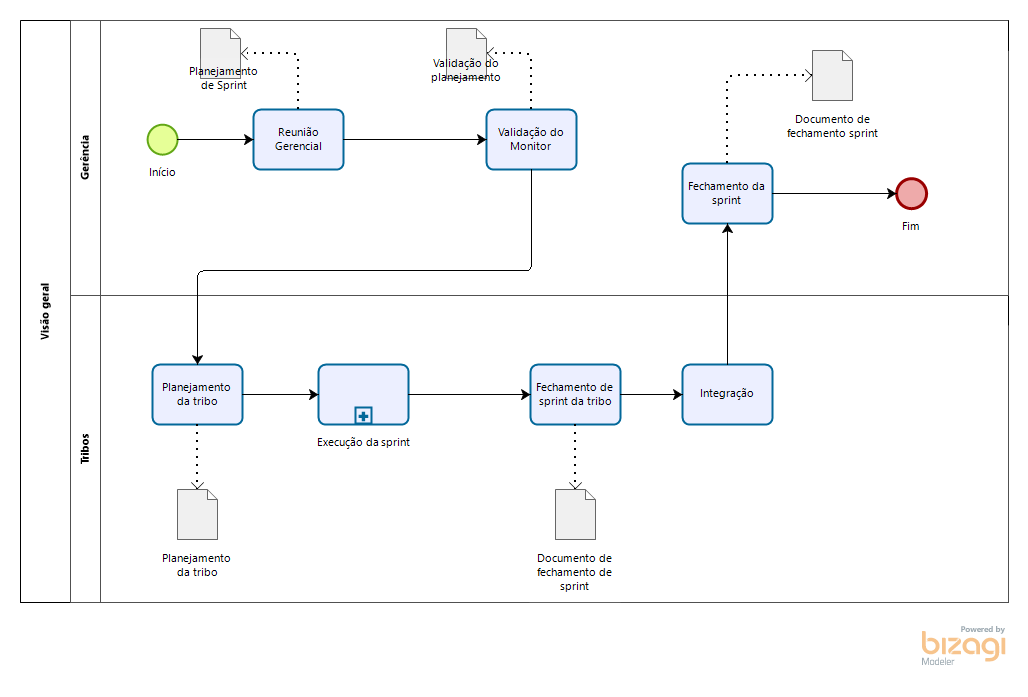 Visão geral
Gerência
Planejamento
de Sprint
Validação do
planejamento
Documento de
fechamento sprint
Início
Reunião
Gerencial
Validação do
Monitor
Fechamento da
sprint
Fim
Tribos
Planejamento
da tribo
Execução da sprint
Fechamento de
sprint da tribo
Integração
Planejamento
da tribo
Documento de
fechamento de
sprint
Powered by
bizagi
Modeler